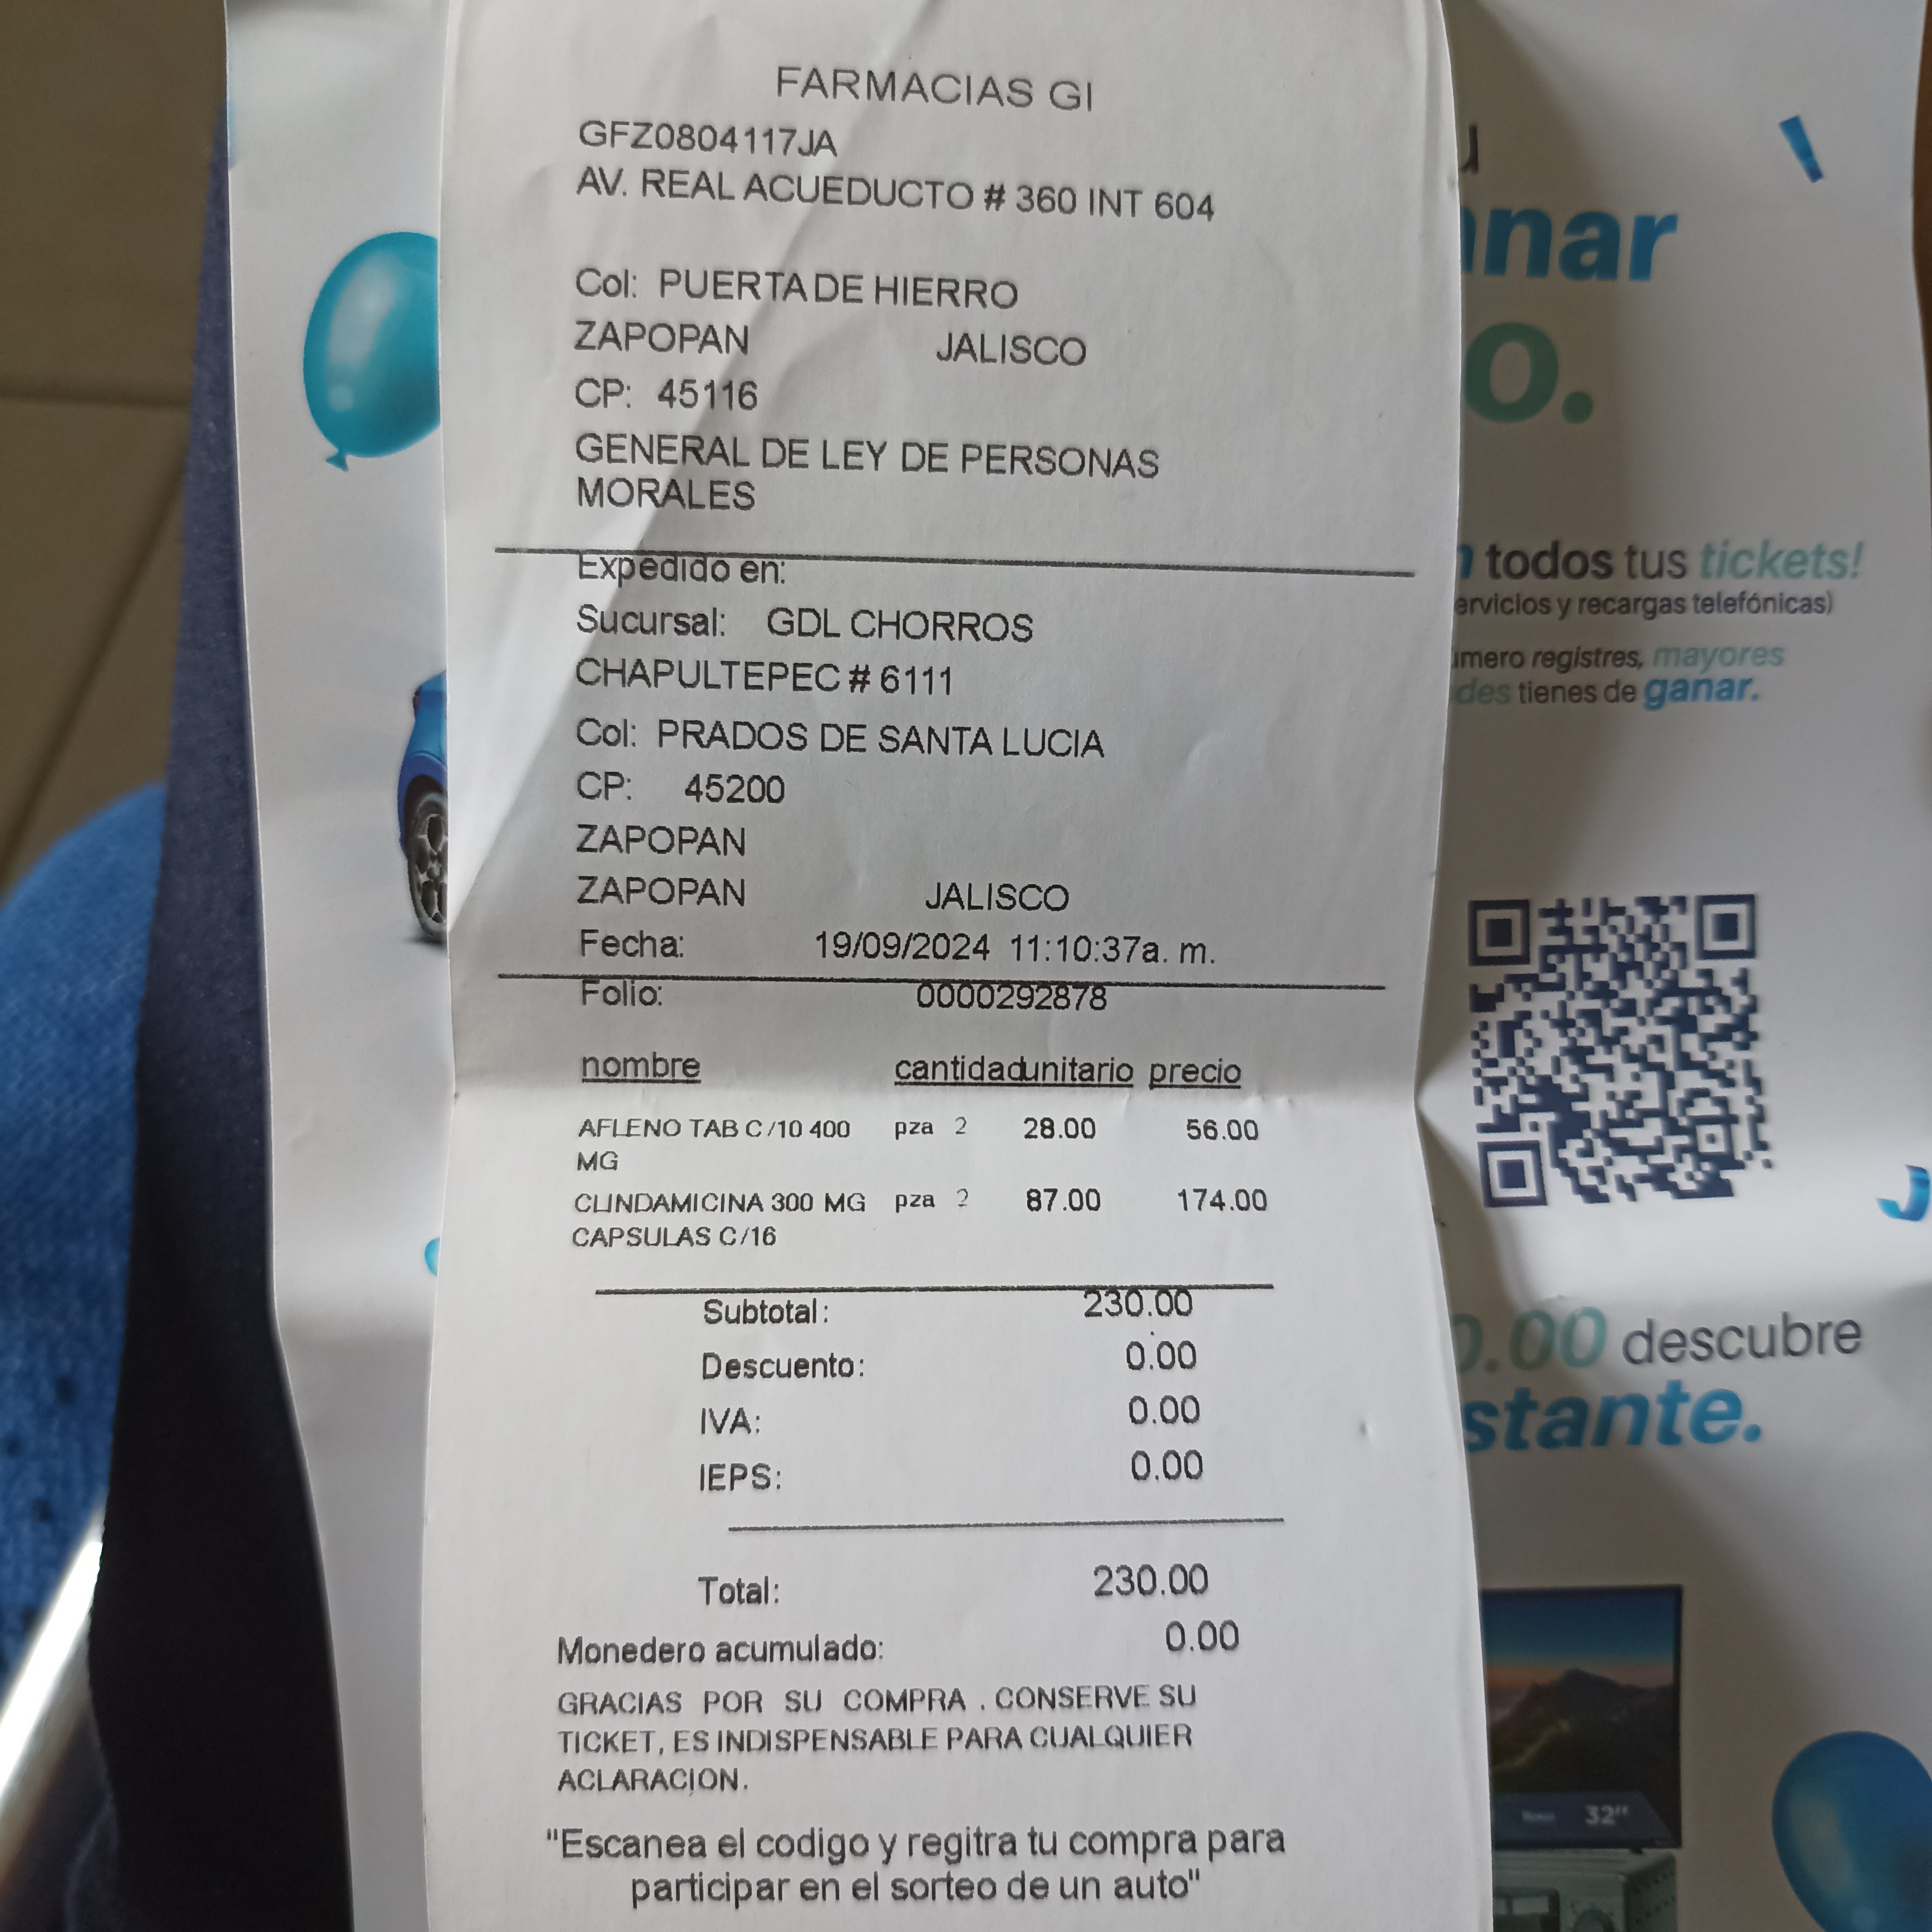 FARMACIAS GI
GFZ0804117JA
AV. REAL ACUEDUCTO # 360 INT 604
Col: PUERTA DE HIERRO
ZAPOPAN JALISCO
CP: 45116
GENERAL DE LEY DE PERSONAS
MORALES
Expedido en:
Sucursal: GDL CHORROS
CHAPULTEPEC # 6111
Col: PRADOS DE SANTA LUCIA
CP: 45200
ZAPOPAN
ZAPOPAN JALISCO
Fecha: 19/09/2024 11:10:37a. m.
Folio: 0000292878
nombre cantidad unitario precio
AFLENO TAB C/10 400 pza 2 28.00 56.00
MG
CLINDAMICINA 300 MG pza 2 87.00 174.00
CAPSULAS C/16
Subtotal: 230.00
Descuento: 0.00
IVA: 0.00
IEPS: 0.00
Total: 230.00
Monedero acumulado: 0.00
GRACIAS POR SU COMPRA . CONSERVE SU
TICKET, ES INDISPENSABLE PARA CUALQUIER
ACLARACION.
"Escanea el codigo y regitra tu compra para
participar en el sorteo de un auto"
nar
o.
todos tus tickets!
ervicios y recargas telefónicas)
mero registres, mayores
des tienes de ganar.
0.00 descubre
stante.
32"